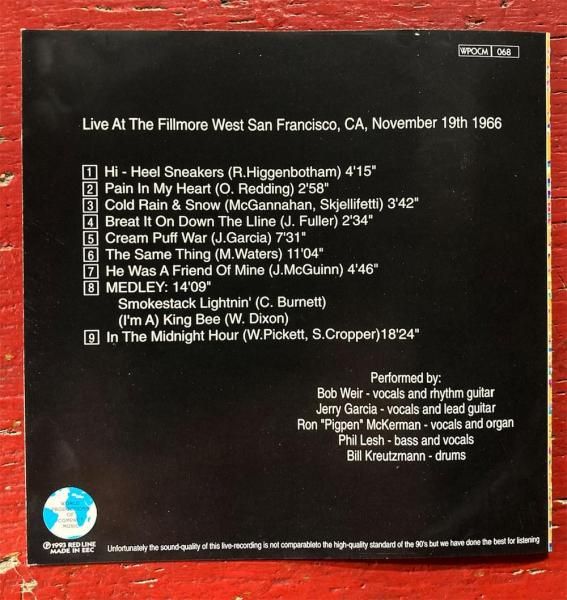 WPOCM 068
Live At The Fillmore West San Francisco, CA, November 19th 1966
1 Hi - Heel Sneakers (R.Higgenbotham) 4'15"
2 Pain In My Heart (O. Redding) 2'58"
3 Cold Rain & Snow (McGannahan, Skjellifetti) 3'42"
4 Breat It On Down The Lline (J. Fuller) 2'34"
5 Cream Puff War (J.Garcia) 7'31"
6 The Same Thing (M.Waters) 11'04"
7 He Was A Friend Of Mine (J.McGuinn) 4'46"
8 MEDLEY: 14'09"
Smokestack Lightnin' (C. Burnett)
(I'm A) King Bee (W. Dixon)
9 In The Midnight Hour (W.Pickett, S.Cropper)18'24"
Performed by:
Bob Weir - vocals and rhythm guitar
Jerry Garcia - vocals and lead guitar
Ron "Pigpen" McKerman - vocals and organ
Phil Lesh - bass and vocals
Bill Kreutzmann - drums
WORLD
PRODUCTIONS
OF
COMPACT
MUSIC
℗ 1993 RED LINE
MADE IN EEC
Unfortunately the sound-quality of this live-recording is not comparableto the high-quality standard of the 90's but we have done the best for listening